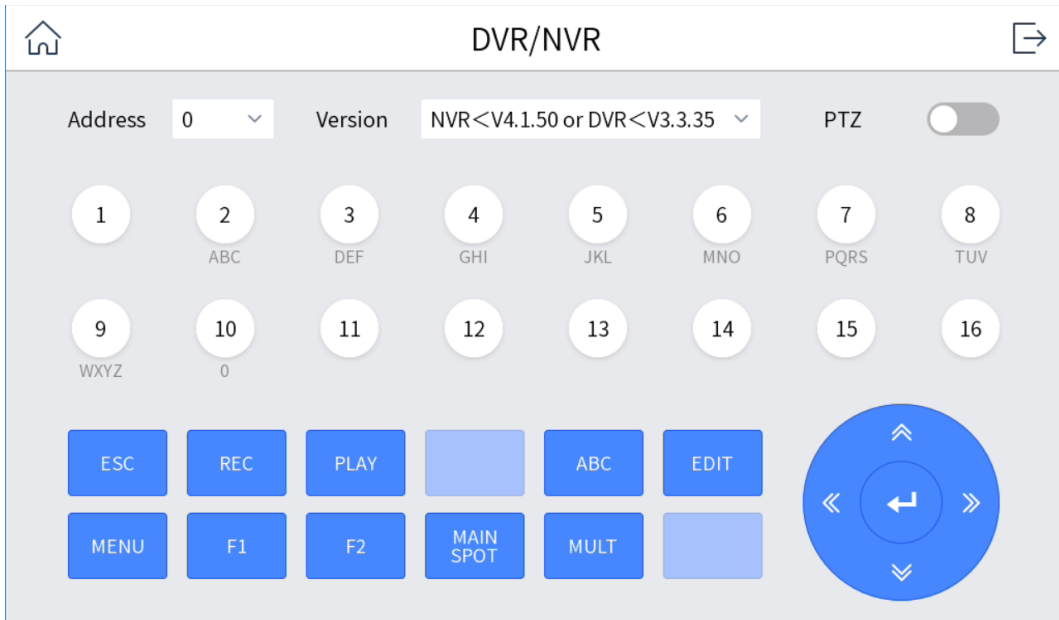 DVR/NVR
Address 0 Version NVR＜V4.1.50 or DVR＜V3.3.35 PTZ
1 2 3 4 5 6 7 8
ABC DEF GHI JKL MNO PQRS TUV
9 10 11 12 13 14 15 16
WXYZ 0
ESC REC PLAY ABC EDIT
MENU F1 F2 MAIN SPOT MULT